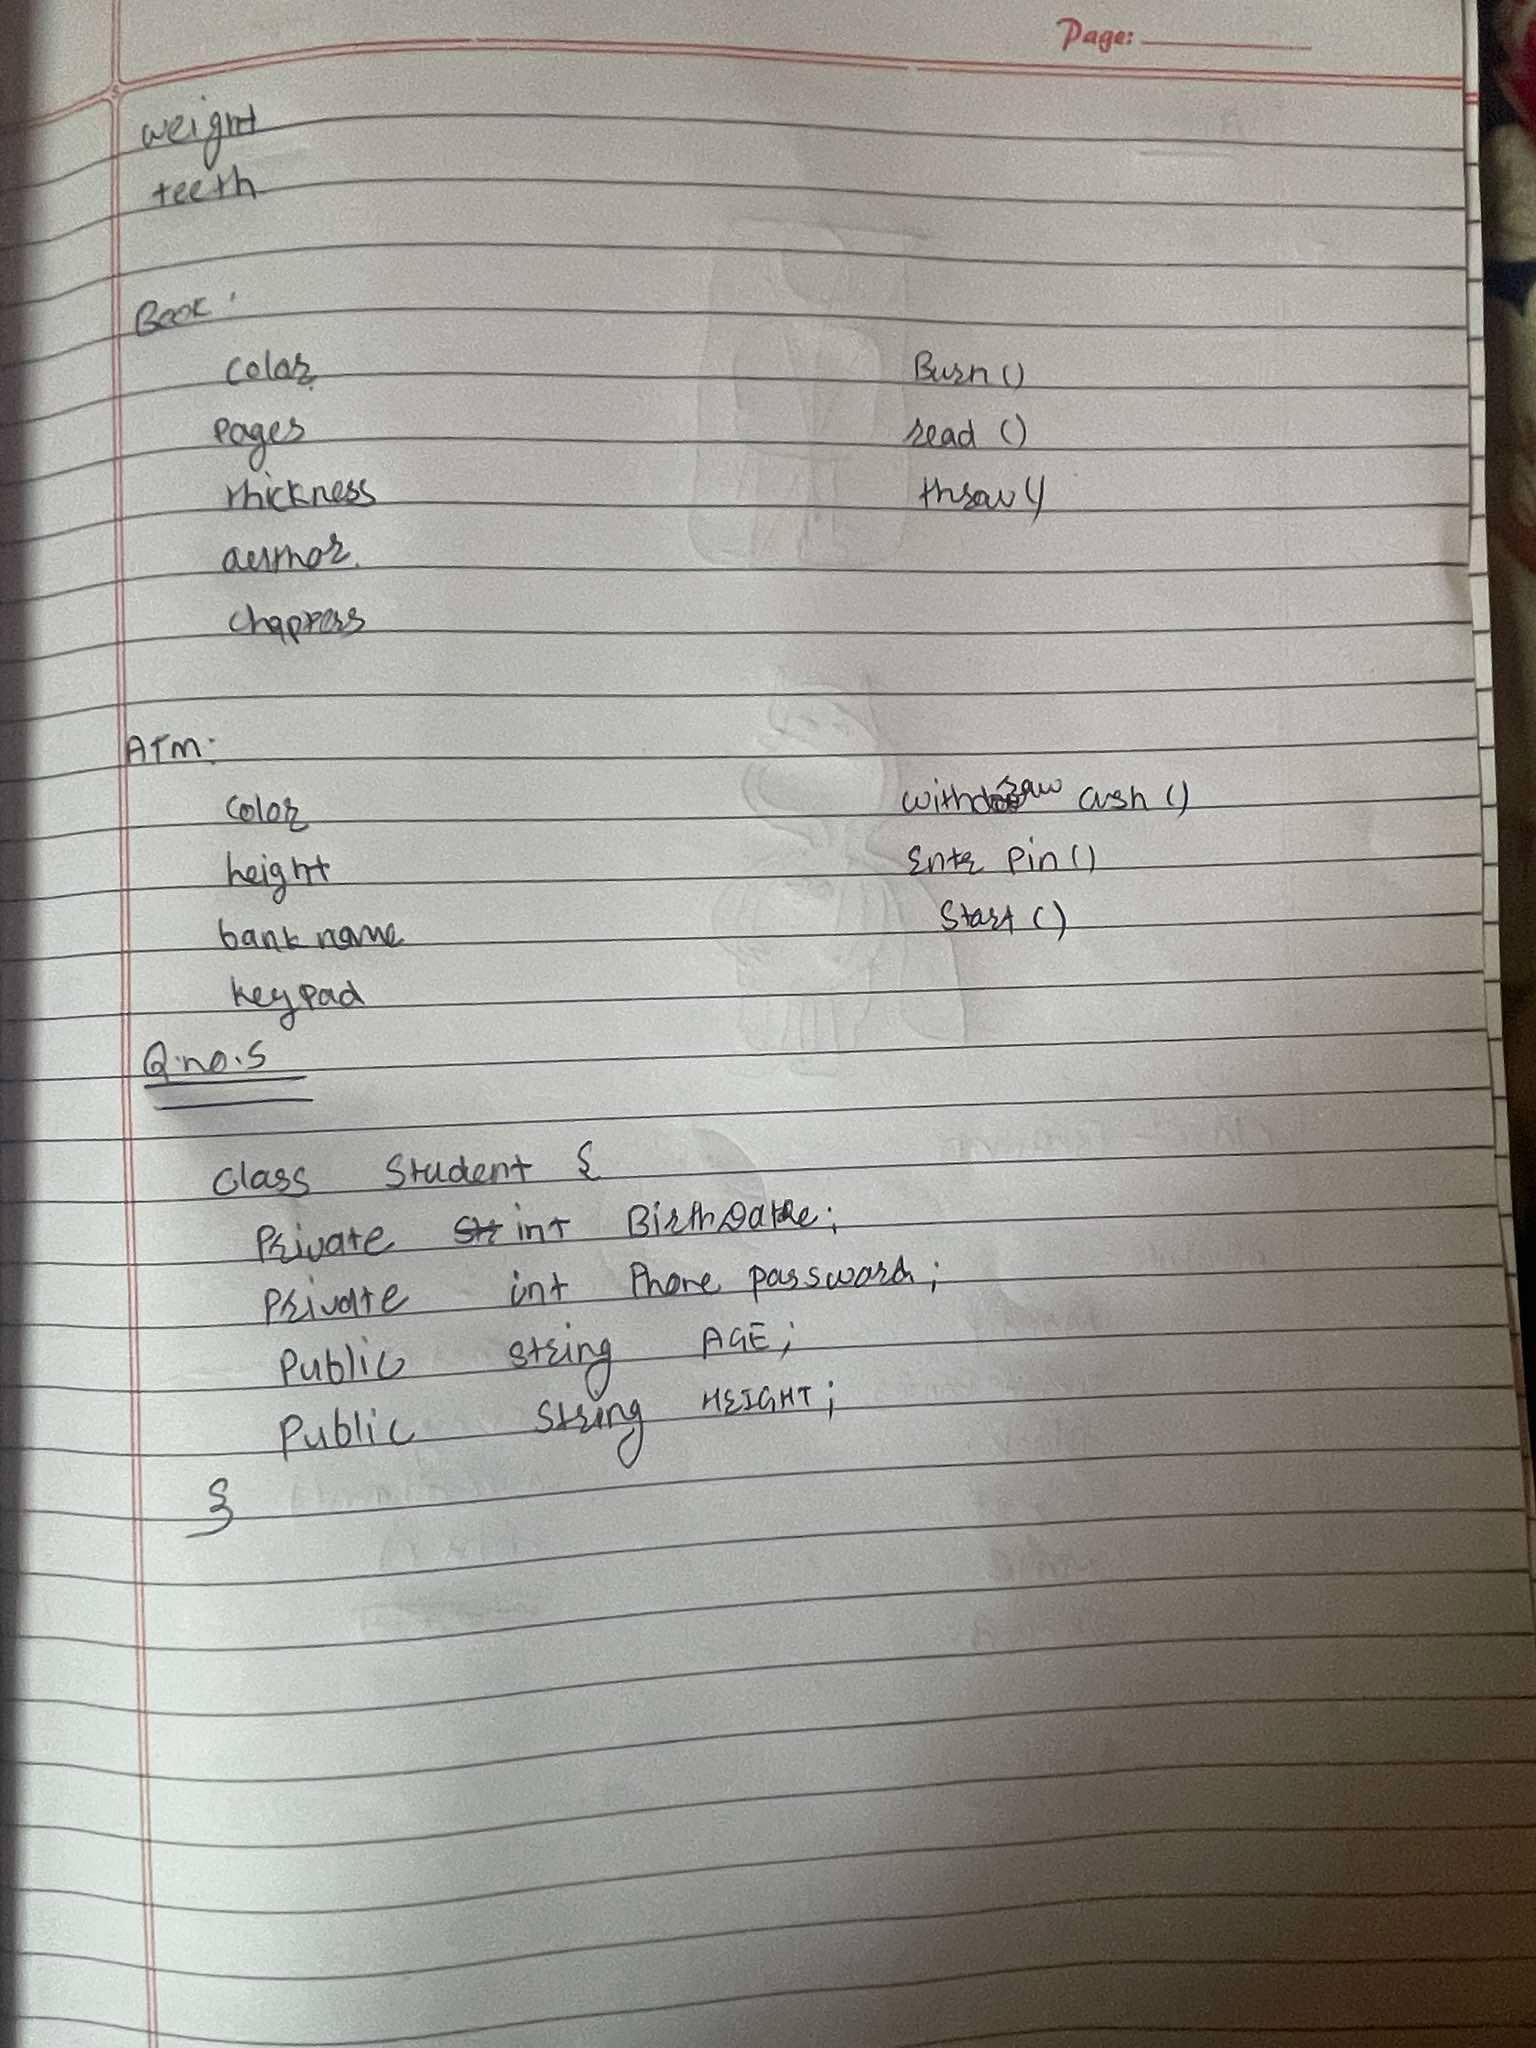 Page:
weight
teeth
Book:
color Burn()
pages read ()
thickness thraw()
author
chapters
ATM:
color withdraw cash ()
height Enter Pin()
bank name Start ()
keypad
Q.no.5
Class Student {
Private int BirthDate;
Private int Phone password;
Public string AGE;
Public string HEIGHT;
}